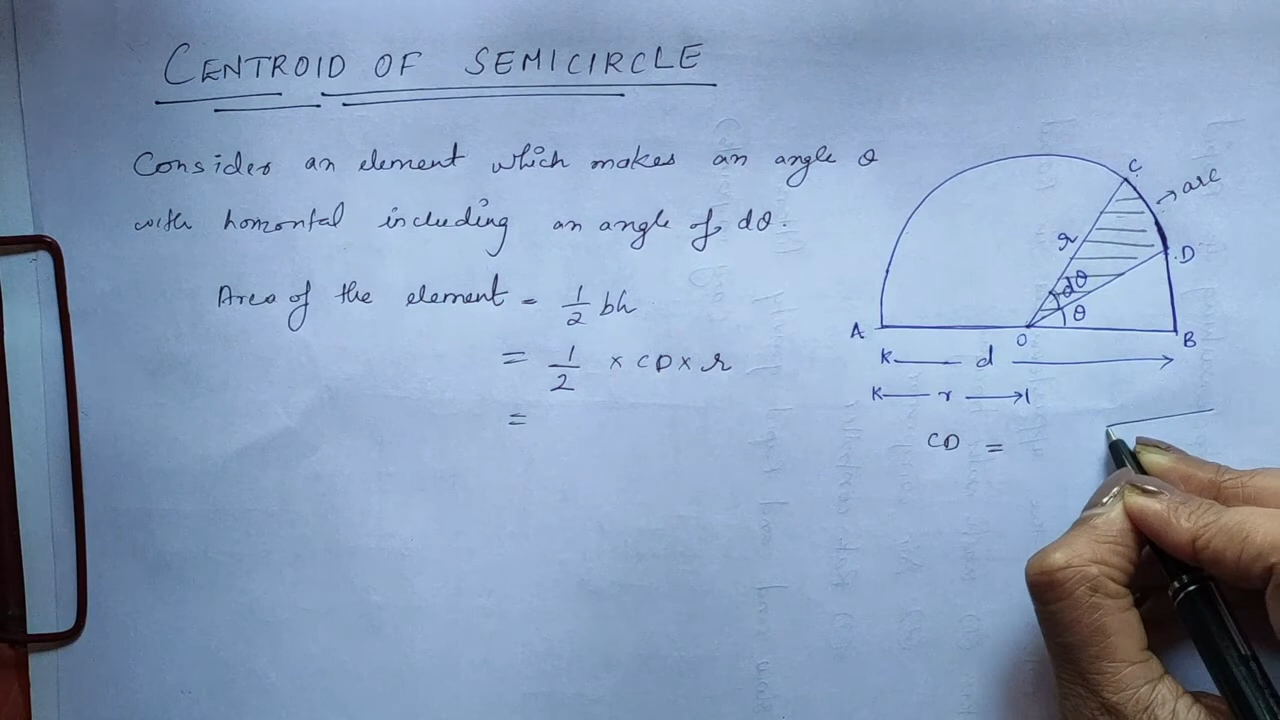 CENTROID OF SEMICIRCLE
Consider an element which makes an angle θ
with horizontal including an angle of dθ.
Area of the element = 1/2 bh
= 1/2 × CD × r
=
C
arc
r
D
dθ
θ
A
O
B
d
r
CD =